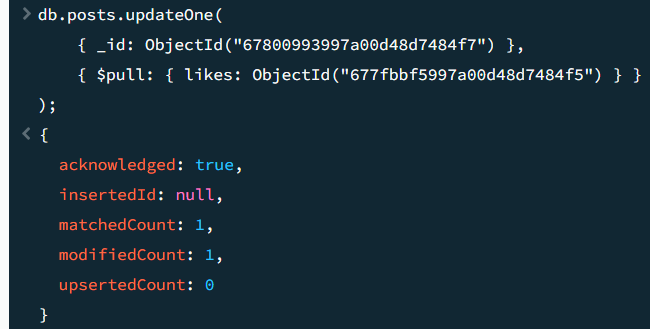 > db.posts.updateOne(
{ _id: ObjectId("67800993997a00d48d7484f7") },
{ $pull: { likes: ObjectId("677fbbf5997a00d48d7484f5") } }
);
< {
acknowledged: true,
insertedId: null,
matchedCount: 1,
modifiedCount: 1,
upsertedCount: 0
}